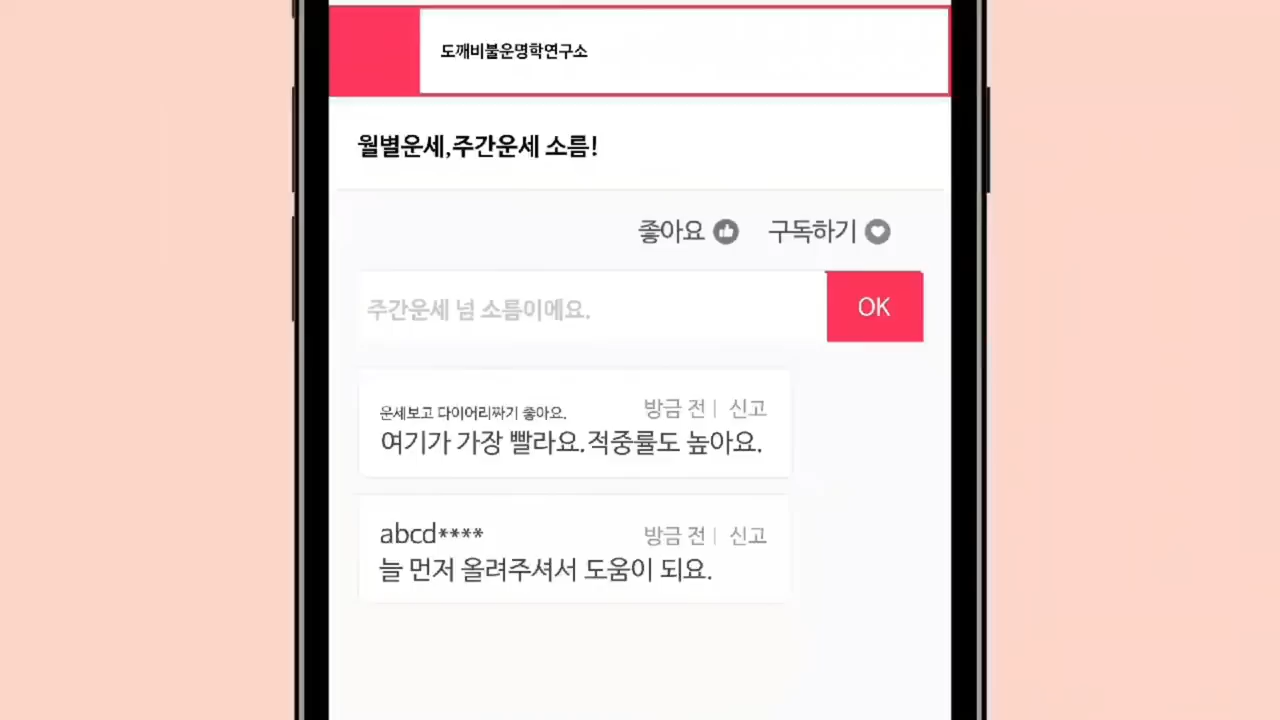 도깨비불운명학연구소
월별운세,주간운세 소름!
좋아요 구독하기
주간운세 넘 소름이에요.
OK
운세보고 다이어리짜기 좋아요.
방금 전 | 신고
여기가 가장 빨라요.적중률도 높아요.
abcd****
방금 전 | 신고
늘 먼저 올려주셔서 도움이 되요.